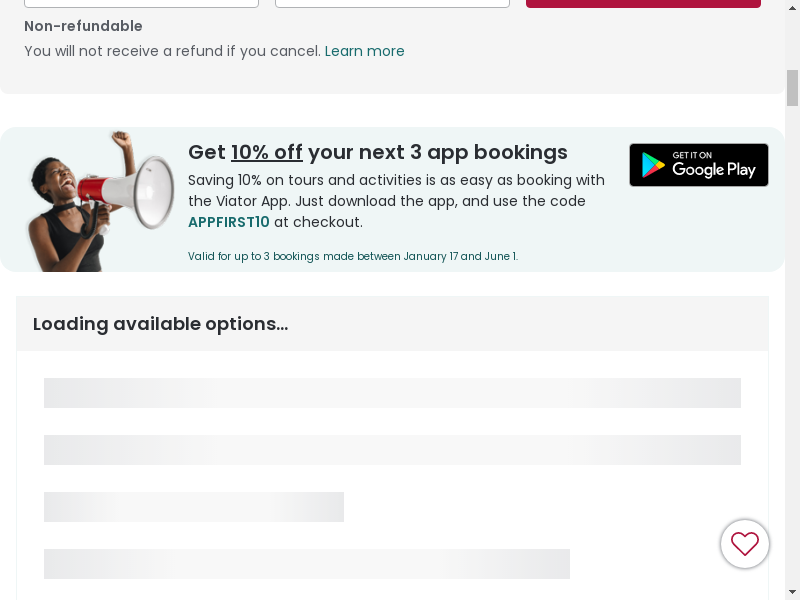 Non-refundable
You will not receive a refund if you cancel. Learn more
Get 10% off your next 3 app bookings
Saving 10% on tours and activities is as easy as booking with
the Viator App. Just download the app, and use the code
APPFIRST10 at checkout.
Valid for up to 3 bookings made between January 17 and June 1.
GET IT ON
Google Play
Loading available options...